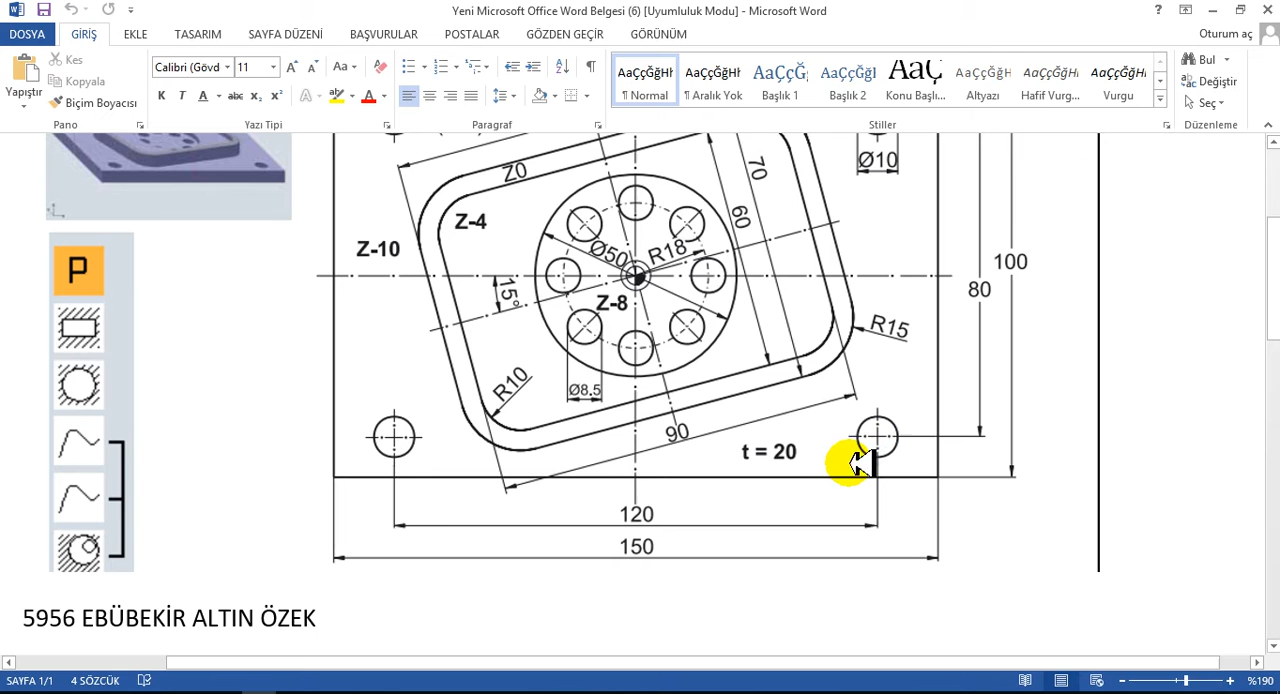 Yeni Microsoft Office Word Belgesi (6) [Uyumluluk Modu] - Microsoft Word
DOSYA GİRİŞ EKLE TASARIM SAYFA DÜZENİ BAŞVURULAR POSTALAR GÖZDEN GEÇİR GÖRÜNÜM Oturum aç
Yapıştır
Kes
Kopyala
Biçim Boyacısı
Pano
Calibri (Gövd 11
Yazı Tipi
Paragraf
¶ Normal
¶ Aralık Yok
Başlık 1
Başlık 2
Konu Başlı...
Altyazı
Hafif Vurg...
Vurgu
Stiller
Bul
Değiştir
Seç
Düzenleme
Ø10
Z0
70
Z-4
60
Z-10
Ø50
R18
100
15°
Z-8
80
R15
R10
Ø8.5
90
t = 20
120
150
P
5956 EBÜBEKİR ALTIN ÖZEK
SAYFA 1/1 4 SÖZCÜK %190